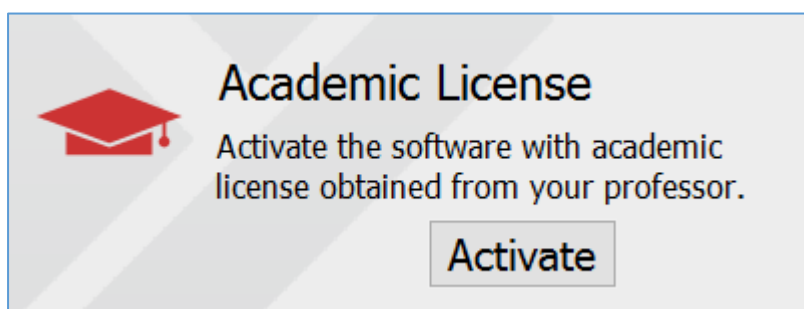 Academic License
Activate the software with academic
license obtained from your professor.
Activate